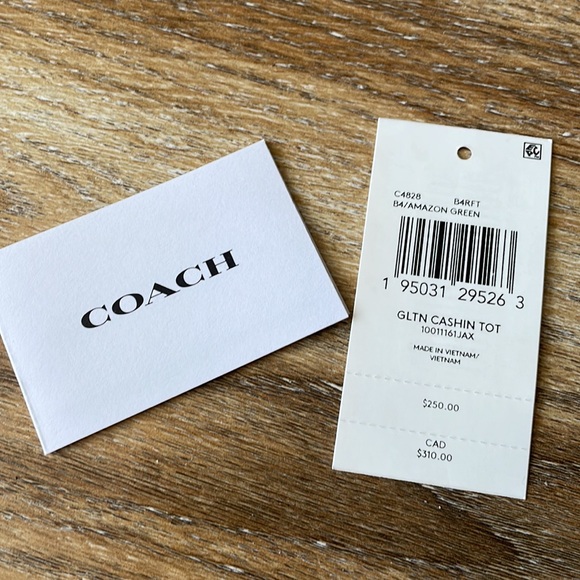 COACH
C4828 B4RFT
B4/AMAZON GREEN
1 95031 29526 3
GLTN CASHIN TOT
10011161JAX
MADE IN VIETNAM/
VIETNAM
$250.00
CAD
$310.00